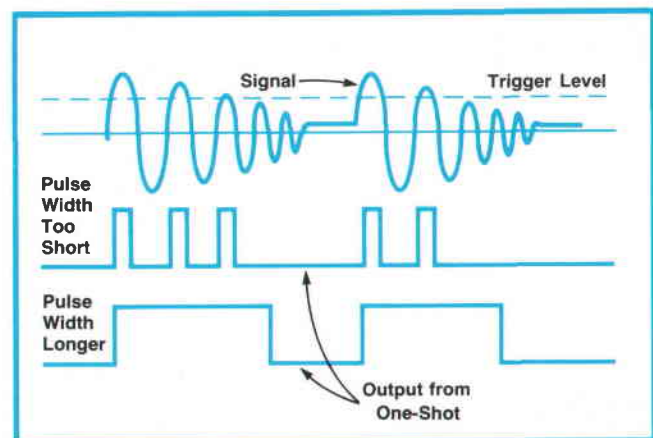 Signal
Trigger Level
Pulse
Width
Too
Short
Pulse
Width
Longer
Output from
One-Shot